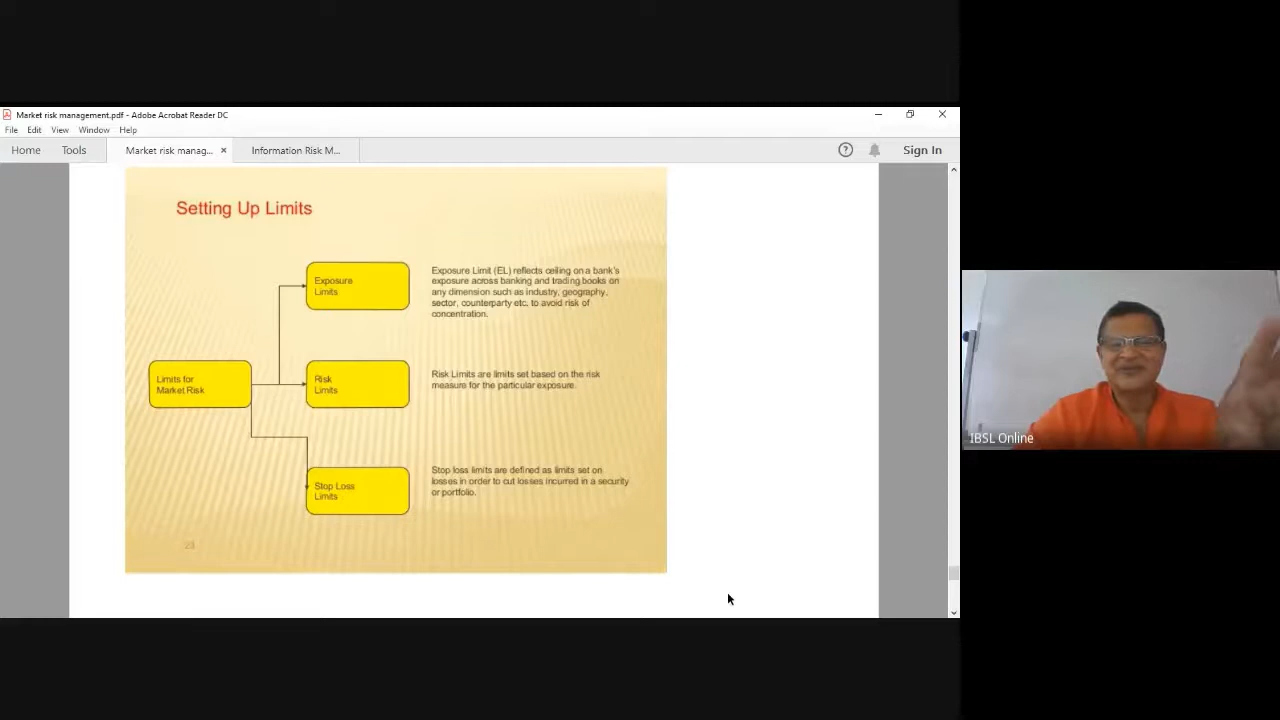 Market risk management.pdf - Adobe Acrobat Reader DC
File Edit View Window Help
Home Tools Market risk manag... × Information Risk M... Sign In
Setting Up Limits
Exposure
Limits
Exposure Limit (EL) reflects ceiling on a bank's
exposure across banking and trading books on
any dimension such as industry, geography,
sector, counterparty etc. to avoid risk of
concentration.
Limits for
Market Risk
Risk
Limits
Risk Limits are limits set based on the risk
measure for the particular exposure.
Stop Loss
Limits
Stop loss limits are defined as limits set on
losses in order to cut losses incurred in a security
or portfolio.
23
IBSL Online